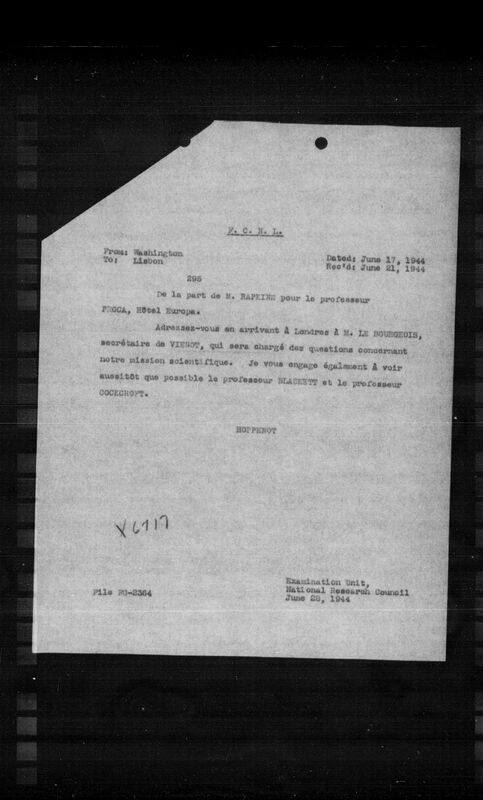 F. C. N. L.
From: Washington
To: Lisbon
Dated: June 17, 1944
Rec'd: June 21, 1944
295
De la part de M. RAPKINE pour le professeur
PROCA, Hôtel Europa.
Adressez-vous en arrivant à Londres à M. LE BOURGEOIS,
secrétaire de VIENOT, qui sera chargé des questions concernant
notre mission scientifique. Je vous engage également à voir
aussitôt que possible le professeur BLACKETT et le professeur
COCKCROFT.
HOPPENOT
X6717
File FC-2364
Examination Unit,
National Research Council
June 28, 1944